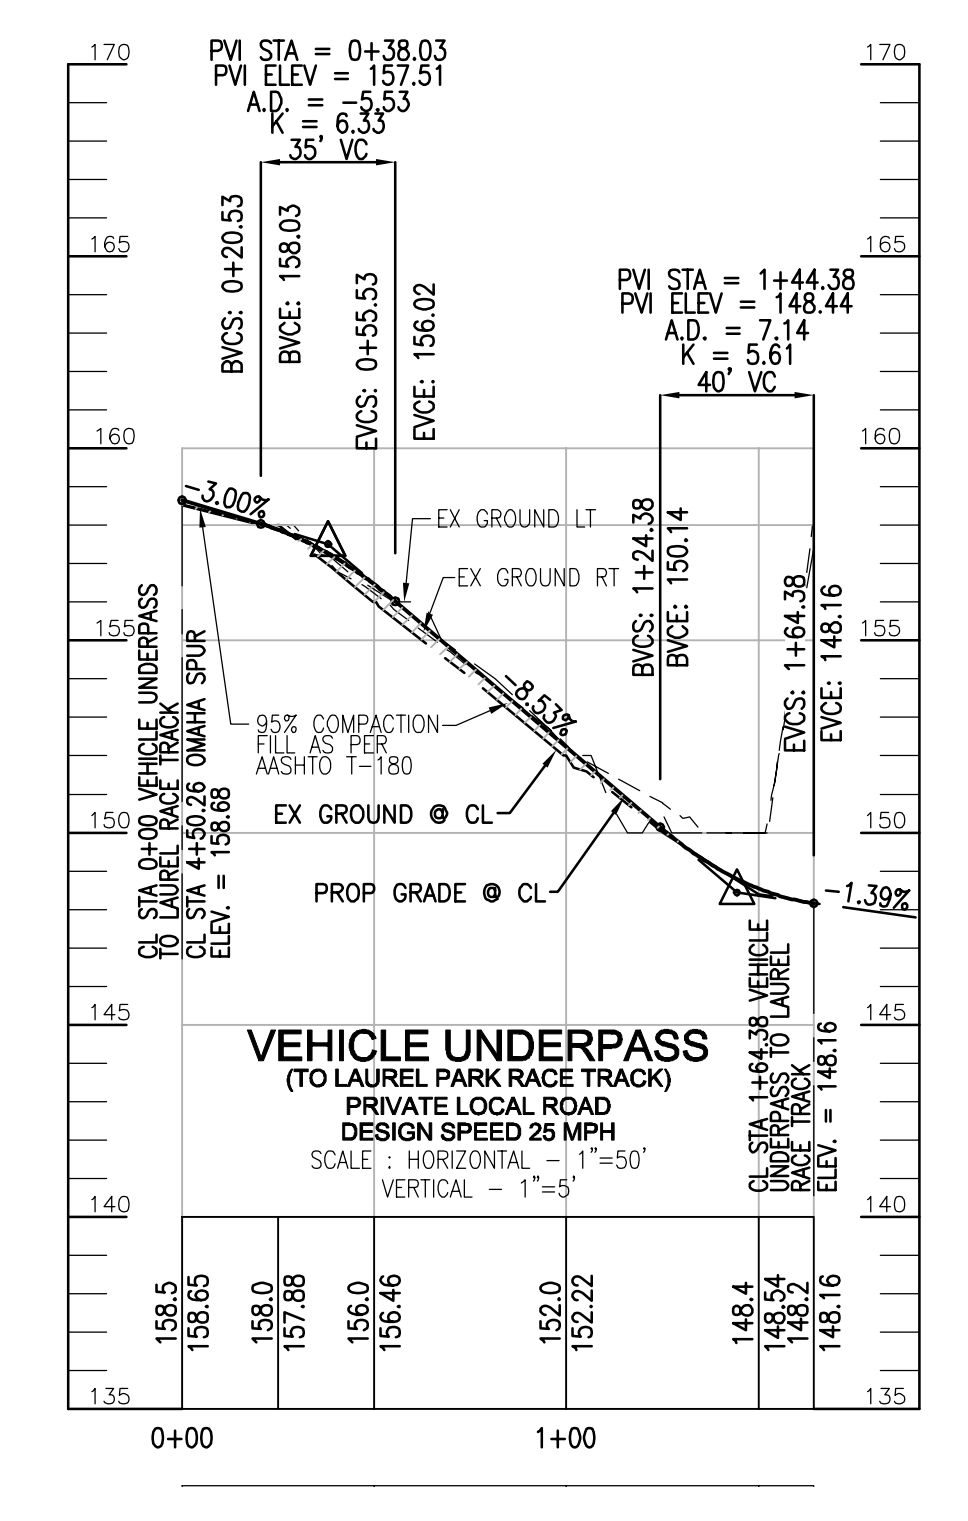 PVI STA = 0+38.03
PVI ELEV = 157.51
A.D. = -5.53
K = 6.33
35' VC
BVCS: 0+20.53
BVCE: 158.03
EVCS: 0+55.53
EVCE: 156.02
PVI STA = 1+44.38
PVI ELEV = 148.44
A.D. = 7.14
K = 5.61
40' VC
BVCS: 1+24.38
BVCE: 150.14
EVCS: 1+64.38
EVCE: 148.16
170
165
160
155
150
145
140
135
170
165
160
155
150
145
140
135
-3.00%
EX GROUND LT
EX GROUND RT
-8.53%
95% COMPACTION
FILL AS PER
AASHTO T-180
EX GROUND @ CL
PROP GRADE @ CL
-1.39%
CL STA 0+00 VEHICLE UNDERPASS
TO LAUREL RACE TRACK
CL STA 4+50.26 OMAHA SPUR
ELEV. = 158.68
CL STA 1+64.38 VEHICLE
UNDERPASS TO LAUREL
RACE TRACK
ELEV. = 148.16
VEHICLE UNDERPASS
(TO LAUREL PARK RACE TRACK)
PRIVATE LOCAL ROAD
DESIGN SPEED 25 MPH
SCALE : HORIZONTAL - 1"=50'
VERTICAL - 1"=5'
158.5
158.65
158.0
157.88
156.0
156.46
152.0
152.22
148.4
148.54
148.2
148.16
0+00
1+00